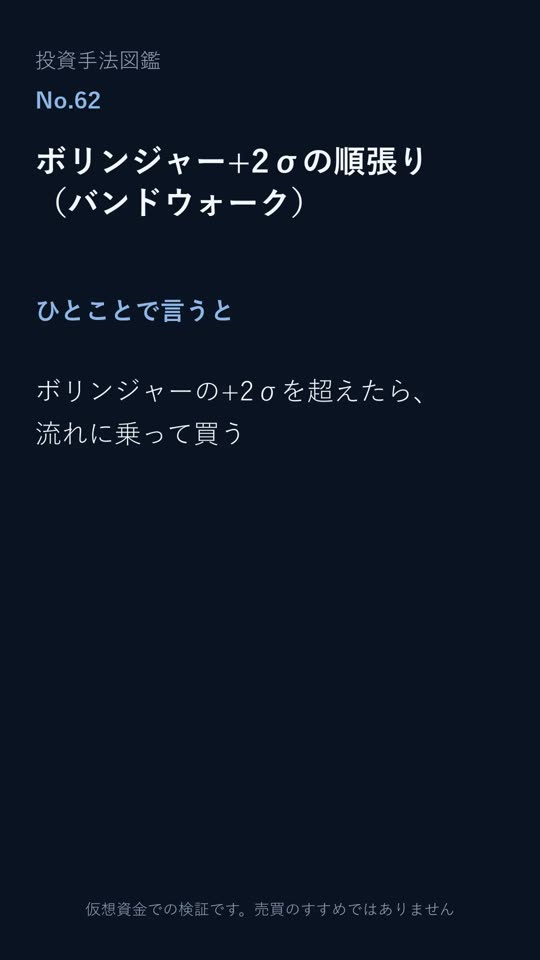 投資手法図鑑
No.62
ボリンジャー+2σの順張り
（バンドウォーク）
ひとことで言うと
ボリンジャーの+2σを超えたら、
流れに乗って買う
仮想資金での検証です。売買のすすめではありません